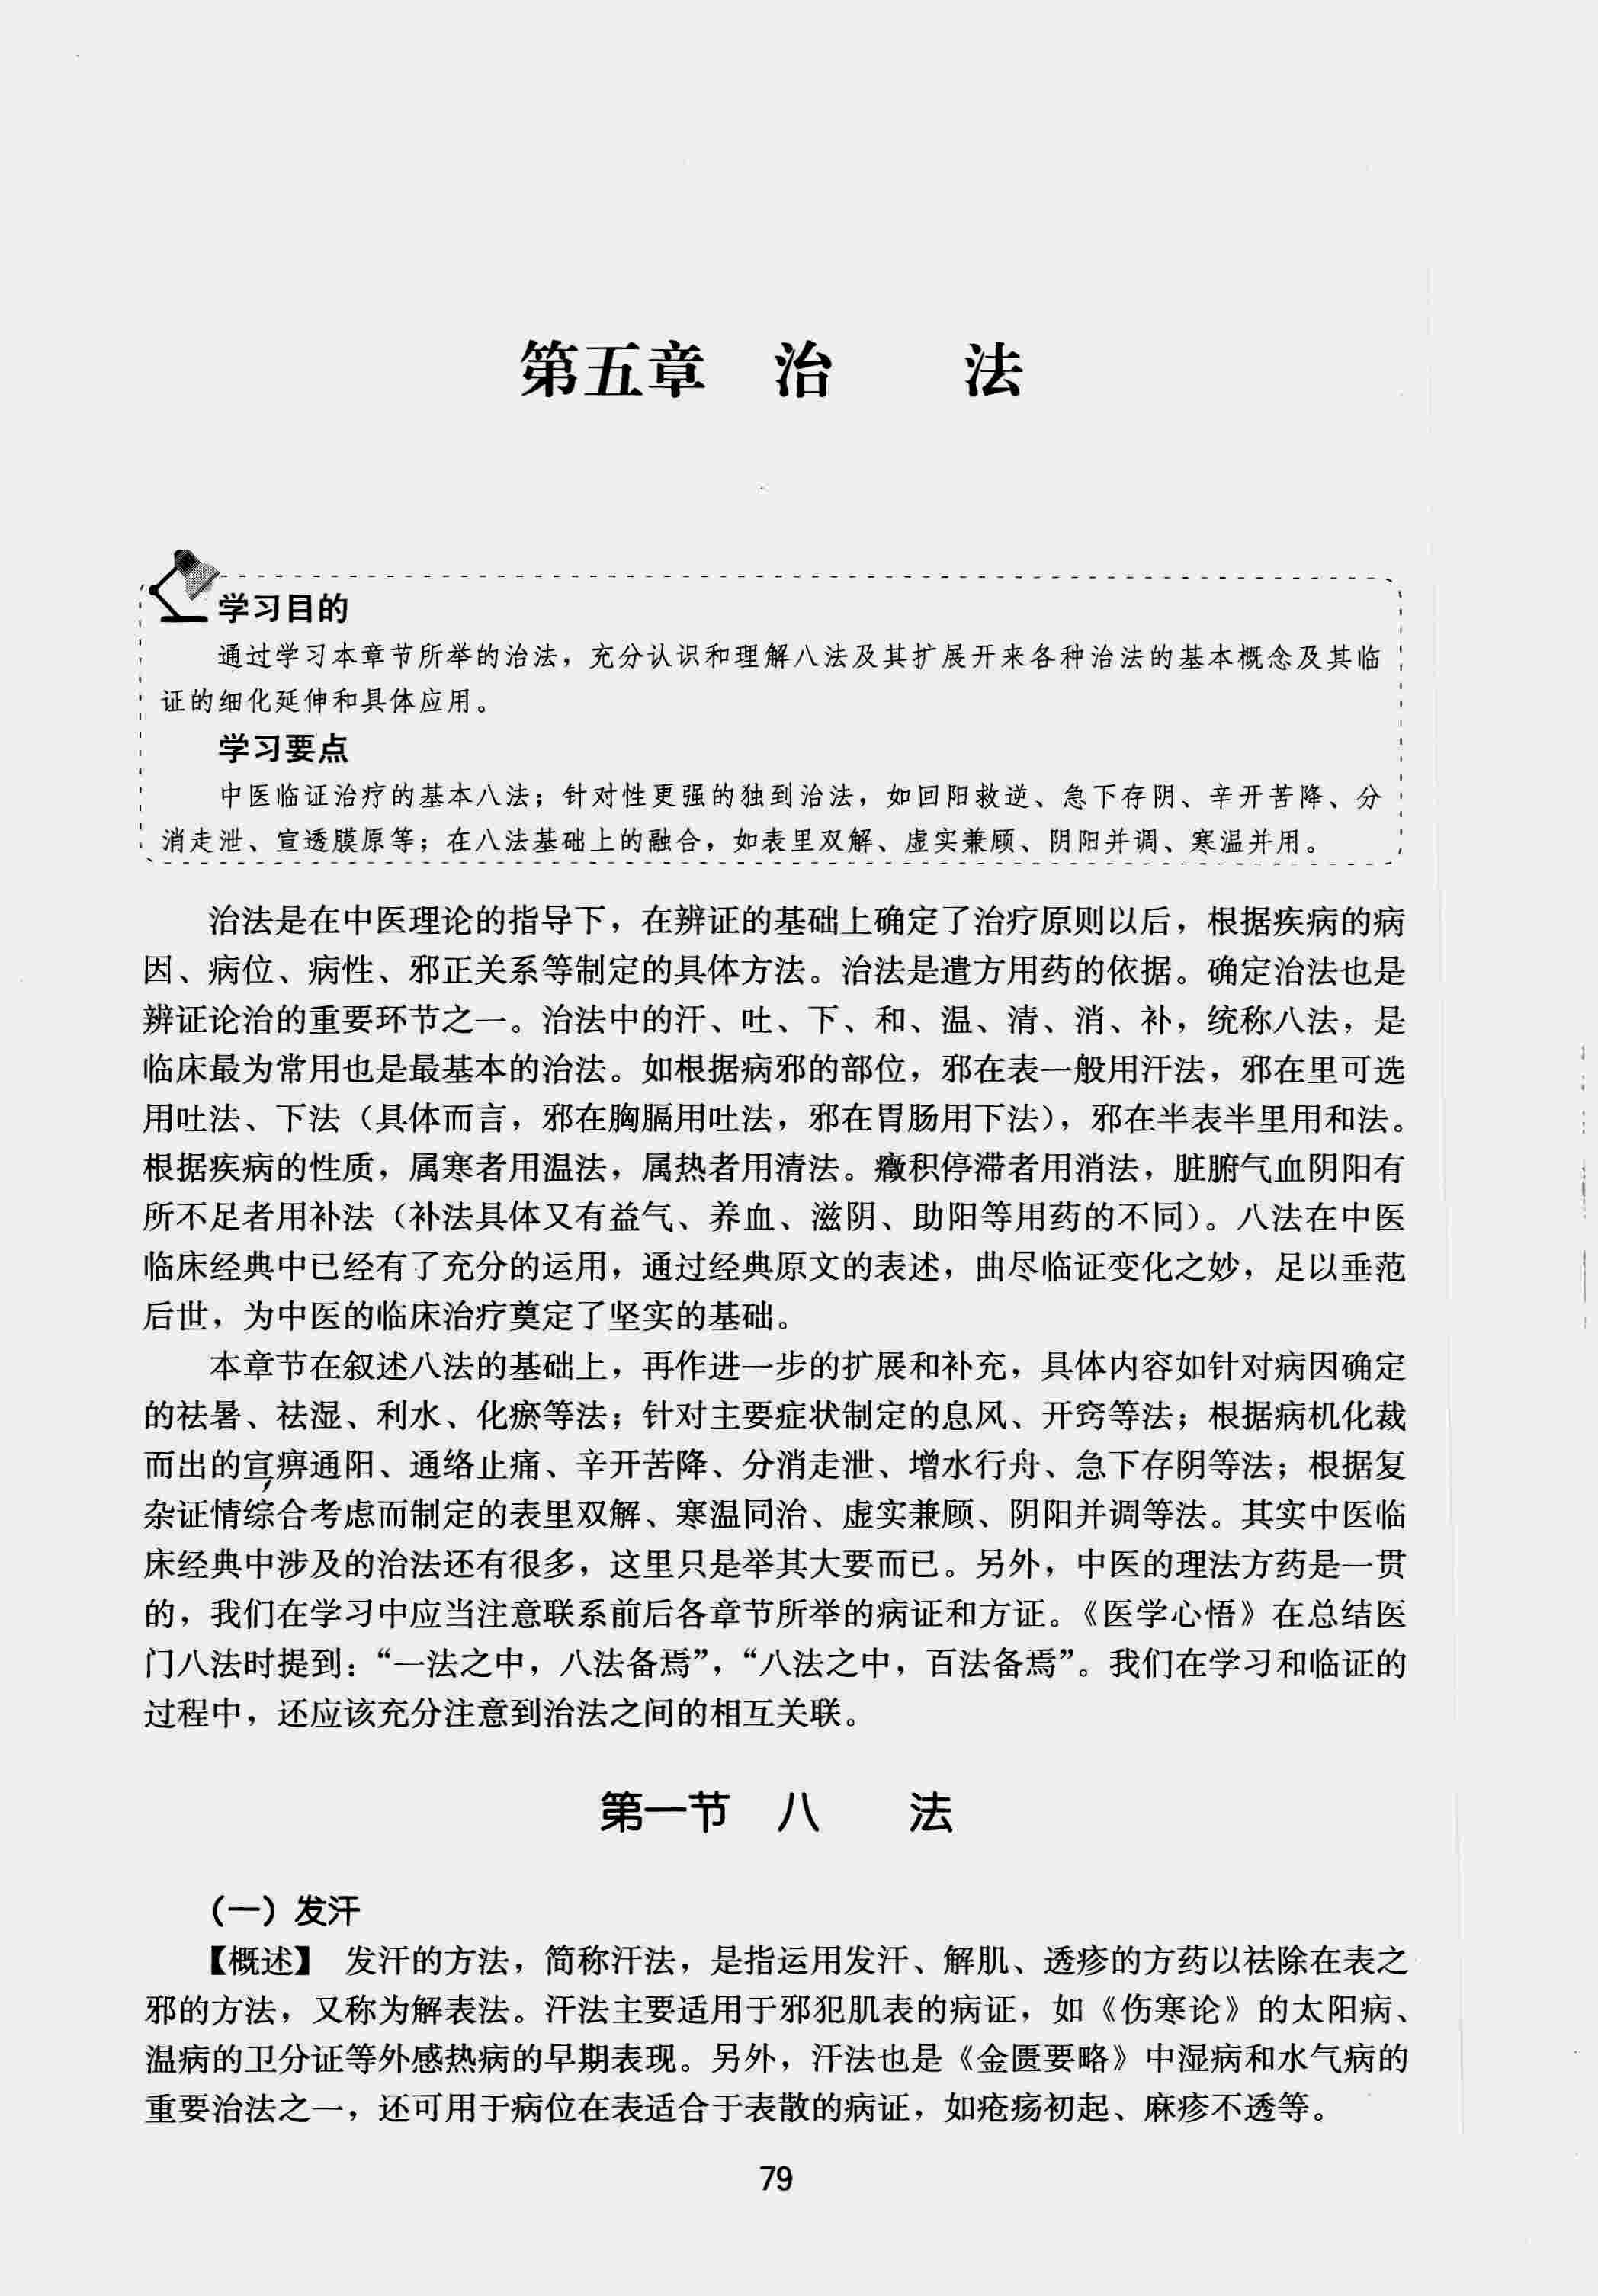 第五章 治 法
学习目的
通过学习本章节所举的治法，充分认识和理解八法及其扩展开来各种治法的基本概念及其临
证的细化延伸和具体应用。
学习要点
中医临证治疗的基本八法；针对性更强的独到治法，如回阳救逆、急下存阴、辛开苦降、分
消走泄、宣透膜原等；在八法基础上的融合，如表里双解、虚实兼顾、阴阳并调、寒温并用。
治法是在中医理论的指导下，在辨证的基础上确定了治疗原则以后，根据疾病的病
因、病位、病性、邪正关系等制定的具体方法。治法是遣方用药的依据。确定治法也是
辨证论治的重要环节之一。治法中的汗、吐、下、和、温、清、消、补，统称八法，是
临床最为常用也是最基本的治法。如根据病邪的部位，邪在表一般用汗法，邪在里可选
用吐法、下法（具体而言，邪在胸膈用吐法，邪在胃肠用下法），邪在半表半里用和法。
根据疾病的性质，属寒者用温法，属热者用清法。癥积停滞者用消法，脏腑气血阴阳有
所不足者用补法（补法具体又有益气、养血、滋阴、助阳等用药的不同）。八法在中医
临床经典中已经有了充分的运用，通过经典原文的表述，曲尽临证变化之妙，足以垂范
后世，为中医的临床治疗奠定了坚实的基础。
本章节在叙述八法的基础上，再作进一步的扩展和补充，具体内容如针对病因确定
的祛暑、祛湿、利水、化瘀等法；针对主要症状制定的息风、开窍等法；根据病机化裁
而出的宣痹通阳、通络止痛、辛开苦降、分消走泄、增水行舟、急下存阴等法；根据复
杂证情综合考虑而制定的表里双解、寒温同治、虚实兼顾、阴阳并调等法。其实中医临
床经典中涉及的治法还有很多，这里只是举其大要而已。另外，中医的理法方药是一贯
的，我们在学习中应当注意联系前后各章节所举的病证和方证。《医学心悟》在总结医
门八法时提到：“一法之中，八法备焉”，“八法之中，百法备焉”。我们在学习和临证的
过程中，还应该充分注意到治法之间的相互关联。
第一节 八 法
（一）发汗
【概述】 发汗的方法，简称汗法，是指运用发汗、解肌、透疹的方药以祛除在表之
邪的方法，又称为解表法。汗法主要适用于邪犯肌表的病证，如《伤寒论》的太阳病、
温病的卫分证等外感热病的早期表现。另外，汗法也是《金匮要略》中湿病和水气病的
重要治法之一，还可用于病位在表适合于表散的病证，如疮疡初起、麻疹不透等。
79